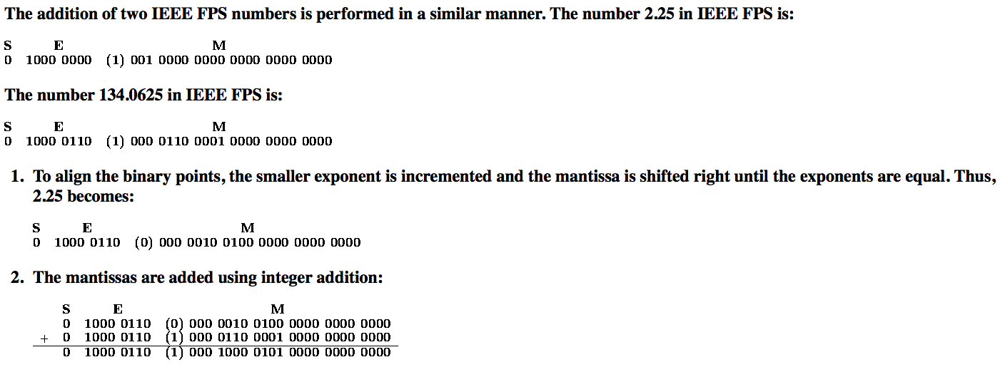 The addition of two IEEE FPS numbers is performed in a similar manner. The number 2.25 in IEEE FPS is:
S E M
0 1000 0000 (1) 001 0000 0000 0000 0000 0000
The number 134.0625 in IEEE FPS is:
S E M
0 1000 0110 (1) 000 0110 0001 0000 0000 0000
1. To align the binary points, the smaller exponent is incremented and the mantissa is shifted right until the exponents are equal. Thus,
2.25 becomes:
S E M
0 1000 0110 (0) 000 0010 0100 0000 0000 0000
2. The mantissas are added using integer addition:
S E M
0 1000 0110 (0) 000 0010 0100 0000 0000 0000
+ 0 1000 0110 (1) 000 0110 0001 0000 0000 0000
0 1000 0110 (1) 000 1000 0101 0000 0000 0000